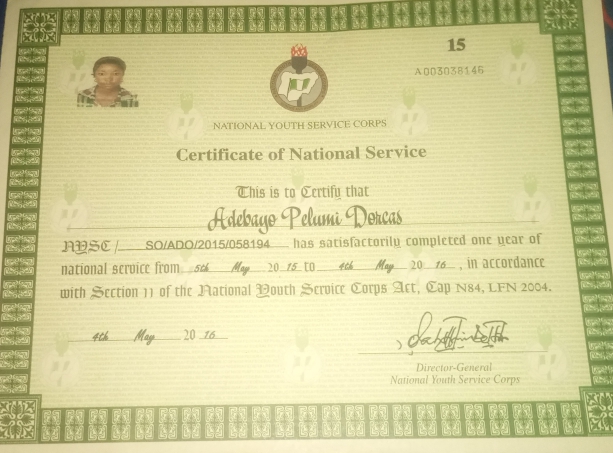 15
A003038146
NATIONAL YOUTH SERVICE CORPS
Certificate of National Service
This is to Certify that
Adebayo Pelumi Dorcas
NYSC / SO/ADO/2015/058194 has satisfactorily completed one year of
national service from 5th May 20 15 to 4th May 20 16 , in accordance
with Section 11 of the National Youth Service Corps Act, Cap N84, LFN 2004.
4th May 20 16
Director-General
National Youth Service Corps